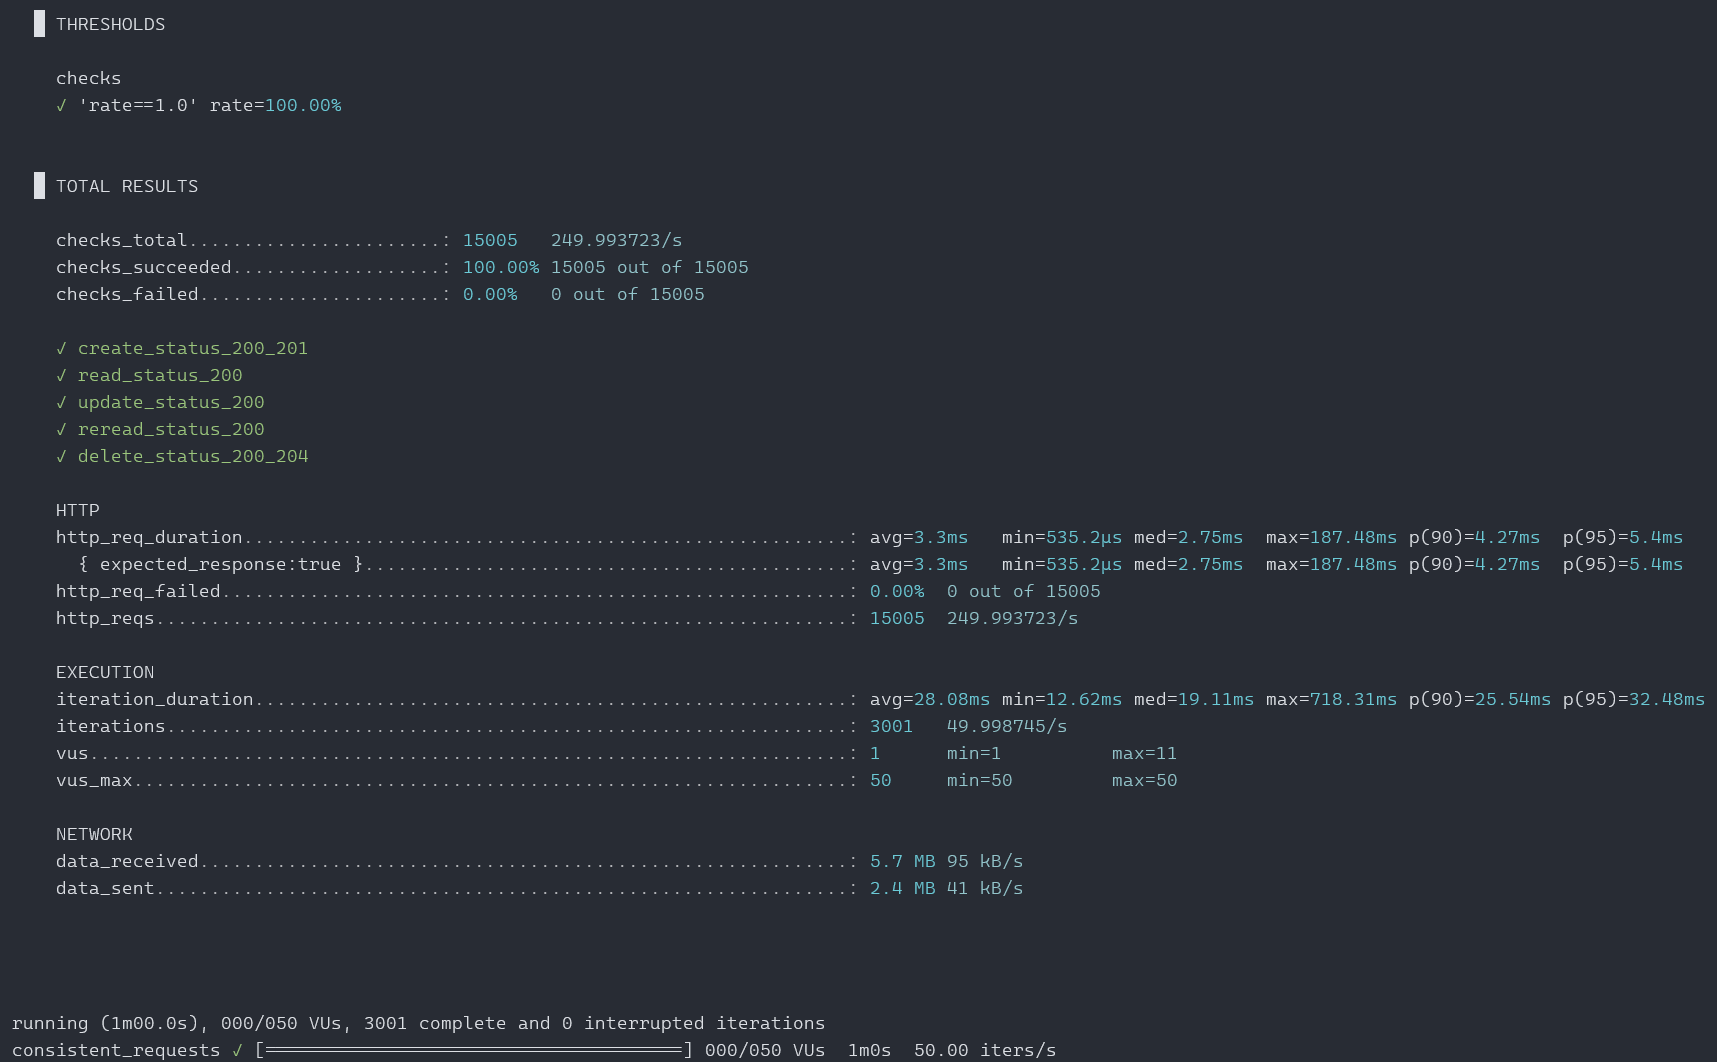 THRESHOLDS
checks
✓ 'rate==1.0' rate=100.00%
TOTAL RESULTS
checks_total.......................: 15005   249.993723/s
checks_succeeded...................: 100.00% 15005 out of 15005
checks_failed......................: 0.00%   0 out of 15005
✓ create_status_200_201
✓ read_status_200
✓ update_status_200
✓ reread_status_200
✓ delete_status_200_204
HTTP
http_req_duration.......................................................: avg=3.3ms   min=535.2µs med=2.75ms  max=187.48ms p(90)=4.27ms  p(95)=5.4ms
{ expected_response:true }............................................: avg=3.3ms   min=535.2µs med=2.75ms  max=187.48ms p(90)=4.27ms  p(95)=5.4ms
http_req_failed.........................................................: 0.00%  0 out of 15005
http_reqs...............................................................: 15005  249.993723/s
EXECUTION
iteration_duration......................................................: avg=28.08ms min=12.62ms med=19.11ms max=718.31ms p(90)=25.54ms p(95)=32.48ms
iterations..............................................................: 3001   49.998745/s
vus.....................................................................: 1      min=1          max=11
vus_max.................................................................: 50     min=50         max=50
NETWORK
data_received...........................................................: 5.7 MB 95 kB/s
data_sent...............................................................: 2.4 MB 41 kB/s
running (1m00.0s), 000/050 VUs, 3001 complete and 0 interrupted iterations
consistent_requests ✓ [======================================] 000/050 VUs  1m0s  50.00 iters/s